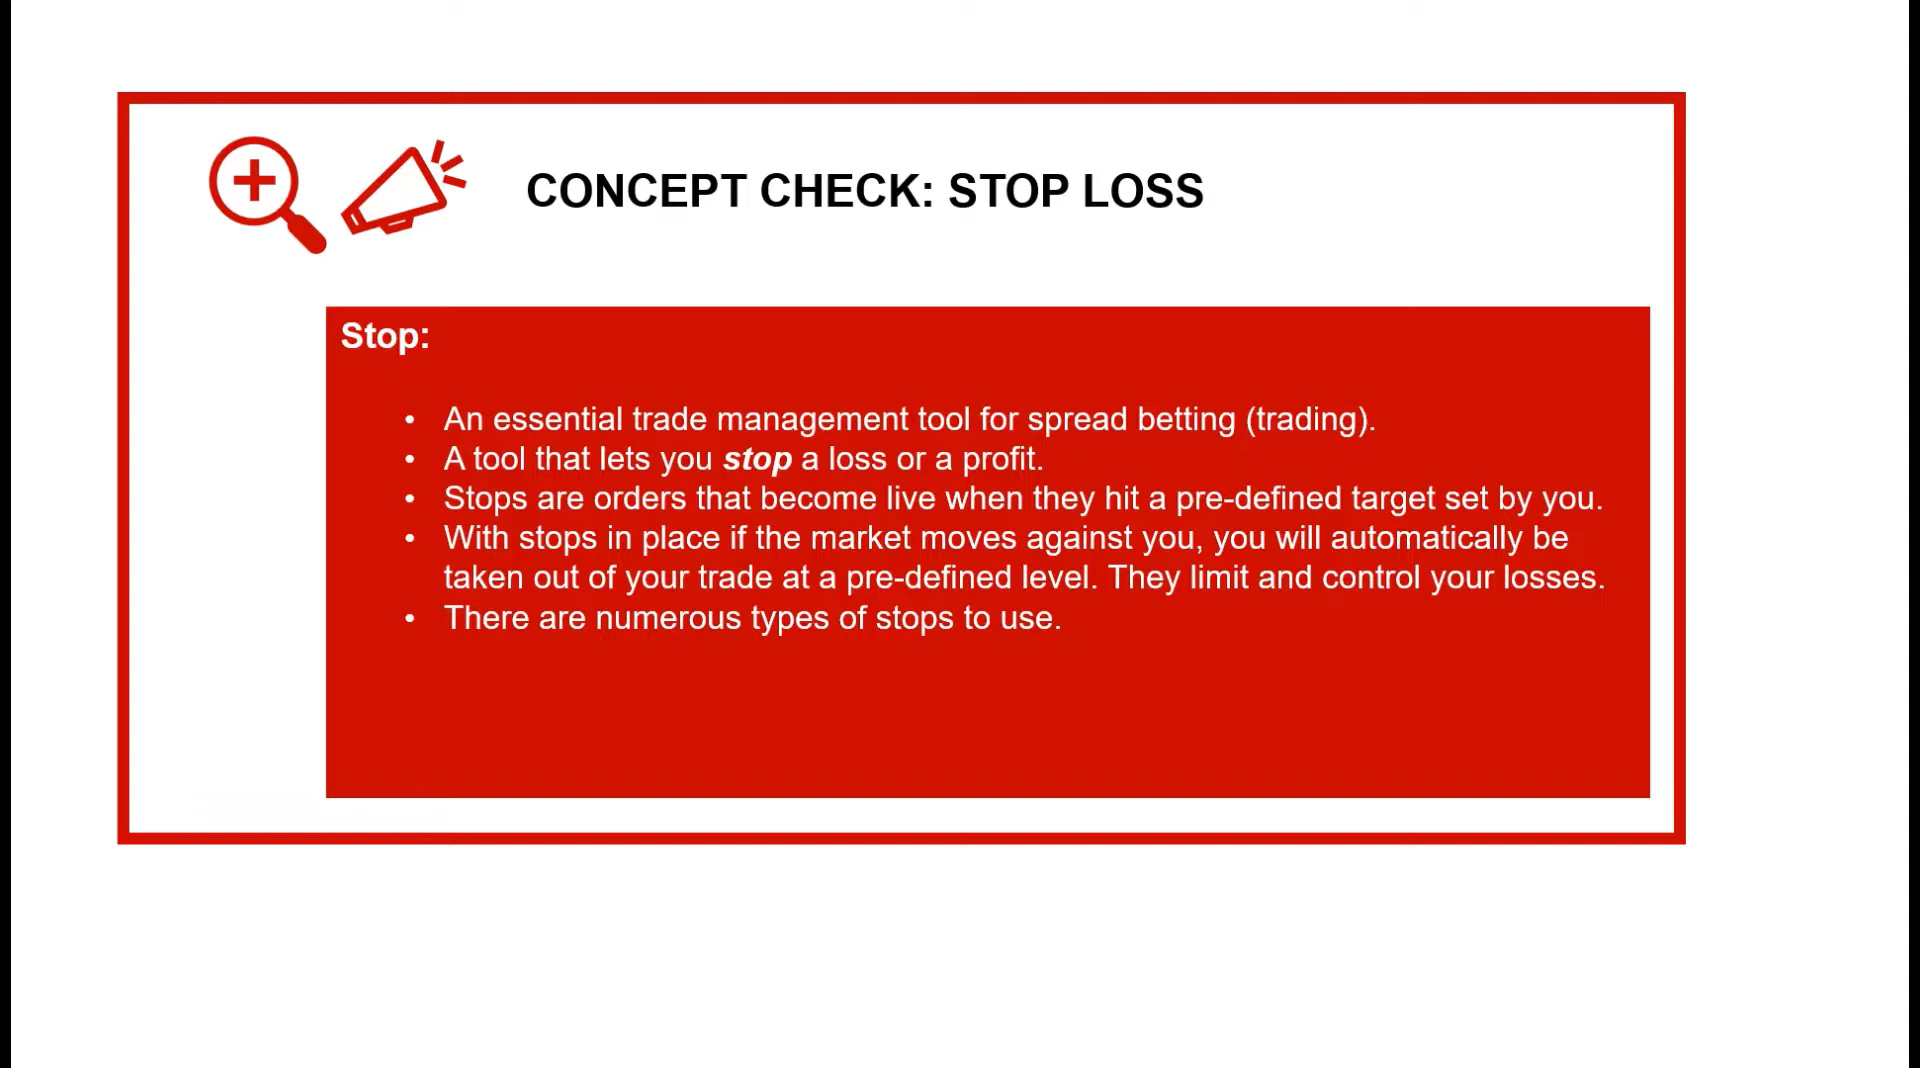 CONCEPT CHECK: STOP LOSS
Stop:
• An essential trade management tool for spread betting (trading).
• A tool that lets you stop a loss or a profit.
• Stops are orders that become live when they hit a pre-defined target set by you.
• With stops in place if the market moves against you, you will automatically be
taken out of your trade at a pre-defined level. They limit and control your losses.
• There are numerous types of stops to use.